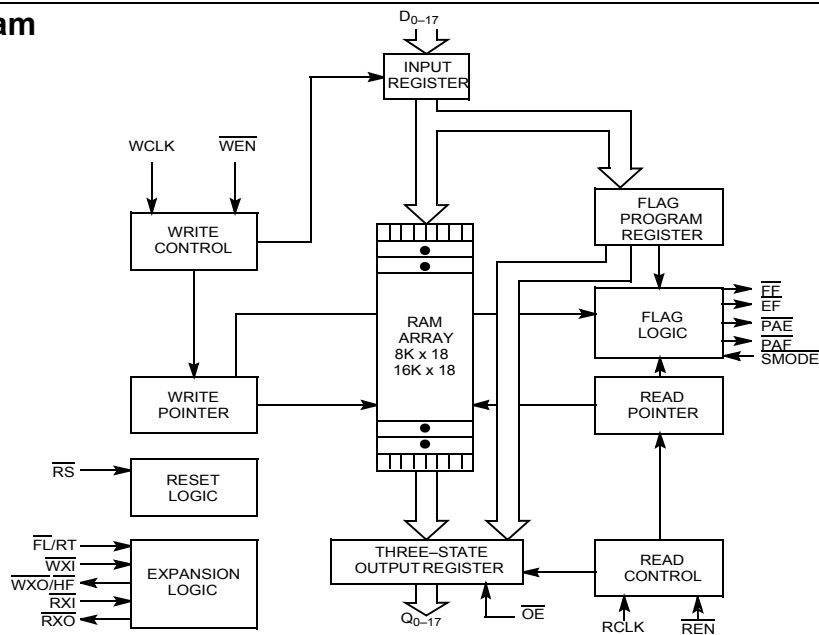 am
D0–17
INPUT
REGISTER
WCLK
WEN
WRITE
CONTROL
FLAG
PROGRAM
REGISTER
RAM
ARRAY
8K x 18
16K x 18
FLAG
LOGIC
FF
EF
PAE
PAF
SMODE
WRITE
POINTER
READ
POINTER
RS
RESET
LOGIC
FL/RT
WXI
WXO/HF
RXI
RXO
EXPANSION
LOGIC
THREE–STATE
OUTPUT REGISTER
READ
CONTROL
Q0–17
OE
RCLK
REN